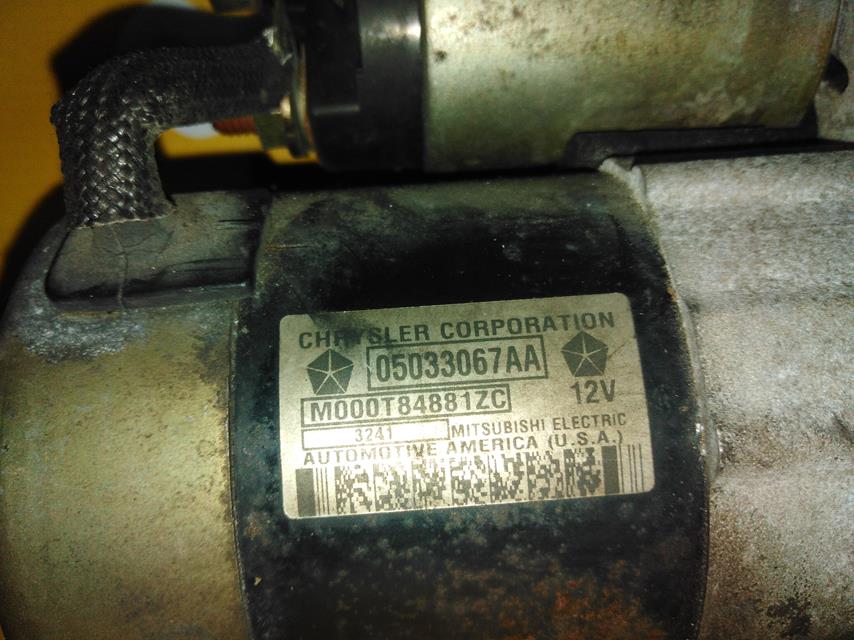 CHRYSLER CORPORATION
05033067AA
M000T84881ZC 12V
3241 MITSUBISHI ELECTRIC
AUTOMOTIVE AMERICA (U.S.A.)